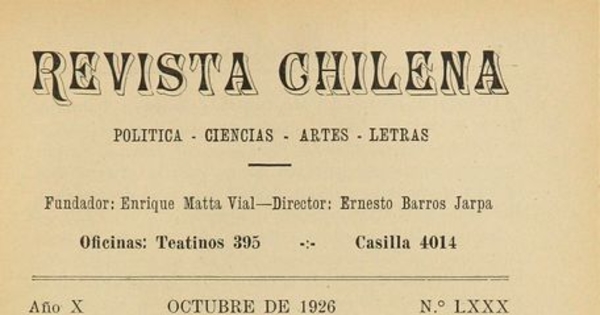 REVISTA CHILENA
POLITICA - CIENCIAS - ARTES - LETRAS
Fundador: Enrique Matta Vial—Director: Ernesto Barros Jarpa
Oficinas: Teatinos 395 -:- Casilla 4014
Año X OCTUBRE DE 1926 N.° LXXX